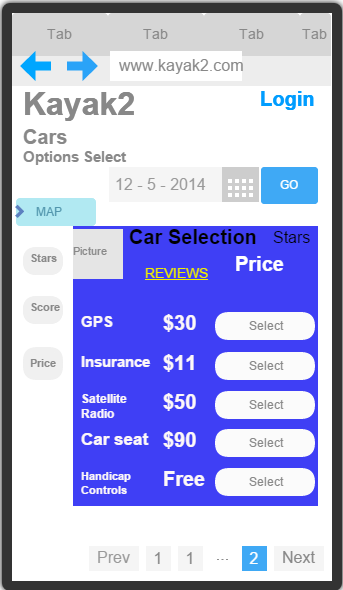 Tab Tab Tab Tab
www.kayak2.com
Kayak2
Login
Cars
Options Select
12 - 5 - 2014 GO
MAP
Picture Car Selection Stars
REVIEWS Price
Stars
Score
Price
GPS $30 Select
Insurance $11 Select
Satellite
Radio $50 Select
Car seat $90 Select
Handicap
Controls Free Select
Prev 1 1 ... 2 Next